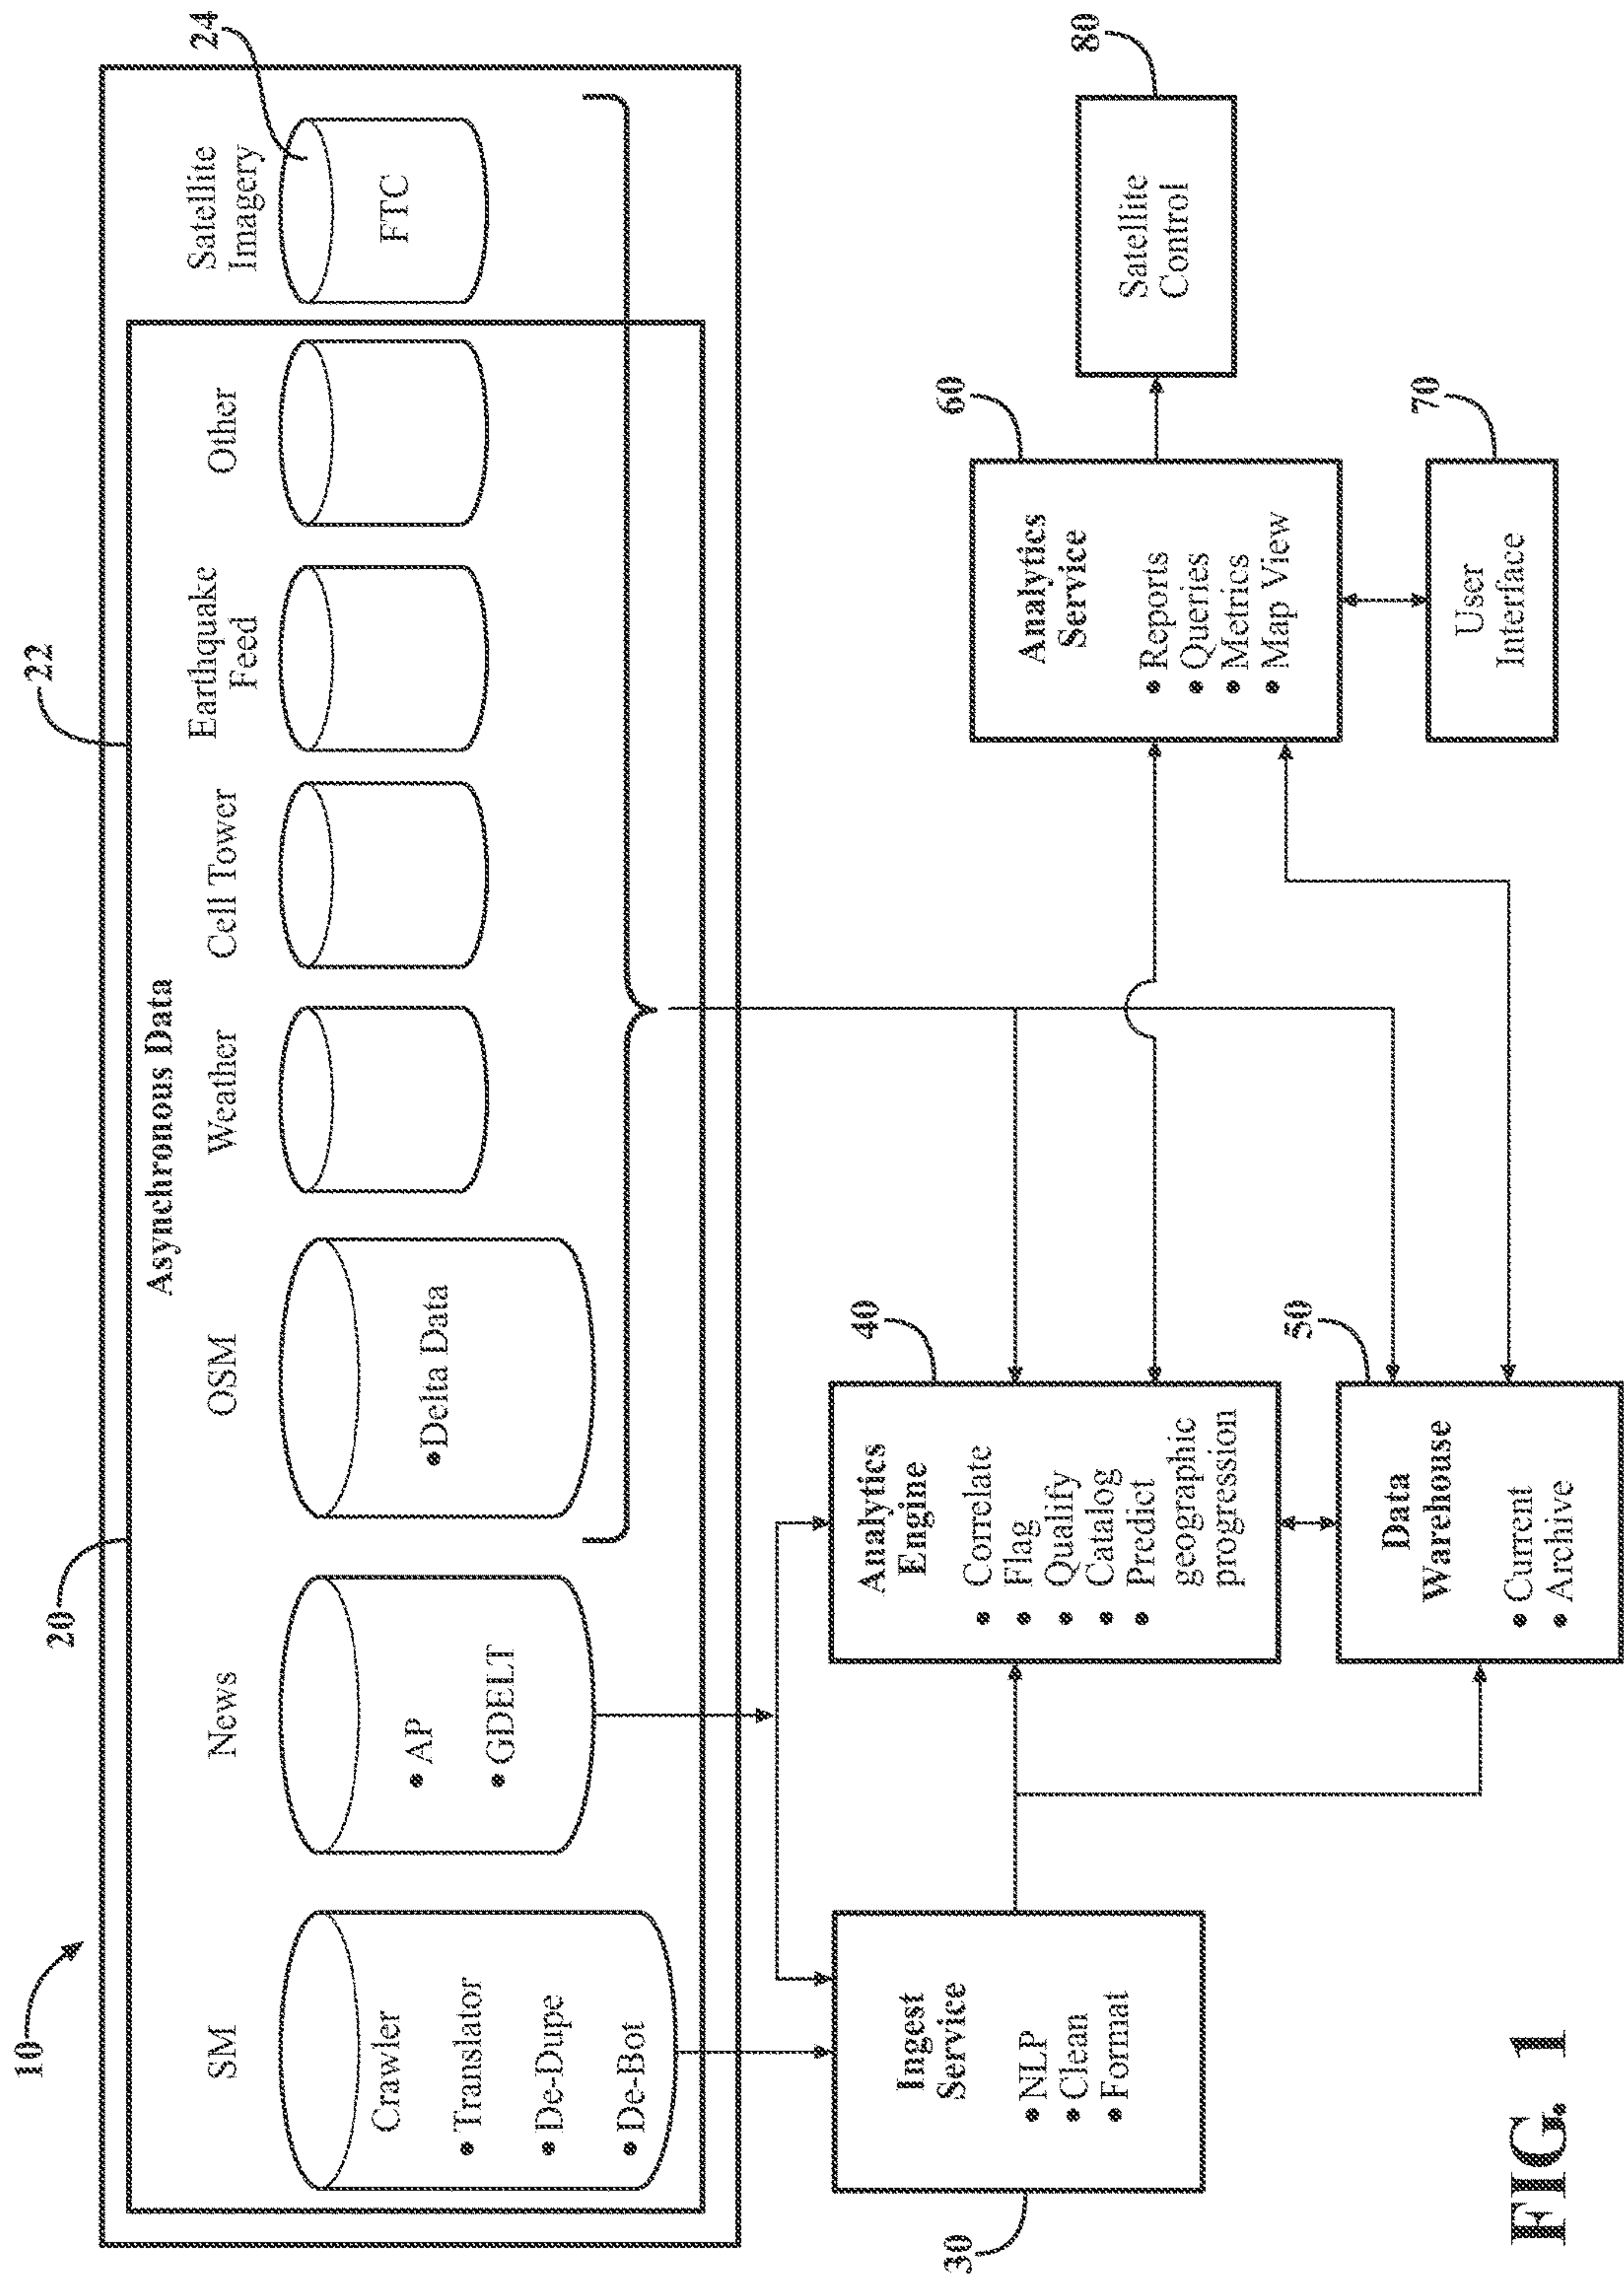 10
20
22
24
Asynchronous Data
SM
Crawler
• Translator
• De-Dupe
• De-Bot
News
• AP
• GDELT
OSM
• Delta Data
Weather
Cell Tower
Earthquake
Feed
Other
Satellite
Imagery
FTC
30
Ingest
Service
• NLP
• Clean
• Format
40
Analytics
Engine
• Correlate
• Flag
• Qualify
• Catalog
• Predict
geographic
progression
50
Data
Warehouse
• Current
• Archive
60
Analytics
Service
• Reports
• Queries
• Metrics
• Map View
70
User
Interface
80
Satellite
Control
FIG. 1